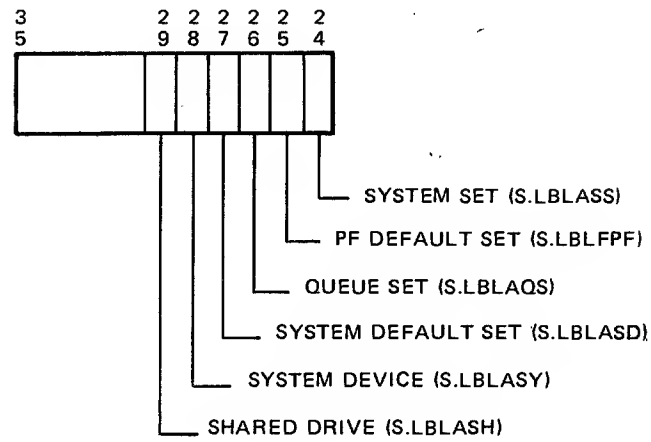 3 2 2 2 2 2 2
5 9 8 7 6 5 4
SYSTEM SET (S.LBLASS)
PF DEFAULT SET (S.LBLFPF)
QUEUE SET (S.LBLAQS)
SYSTEM DEFAULT SET (S.LBLASD)
SYSTEM DEVICE (S.LBLASY)
SHARED DRIVE (S.LBLASH)